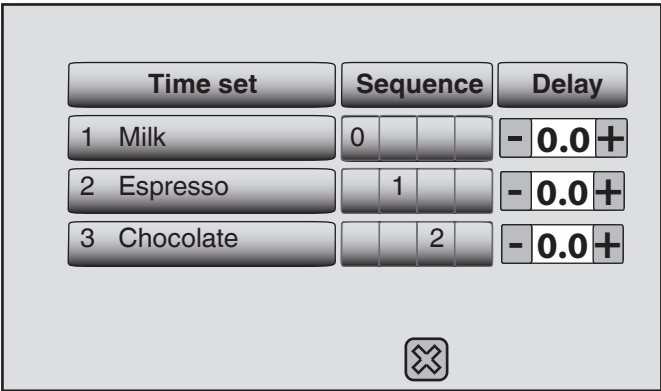 Time set Sequence Delay
1 Milk 0 - 0.0 +
2 Espresso 1 - 0.0 +
3 Chocolate 2 - 0.0 +